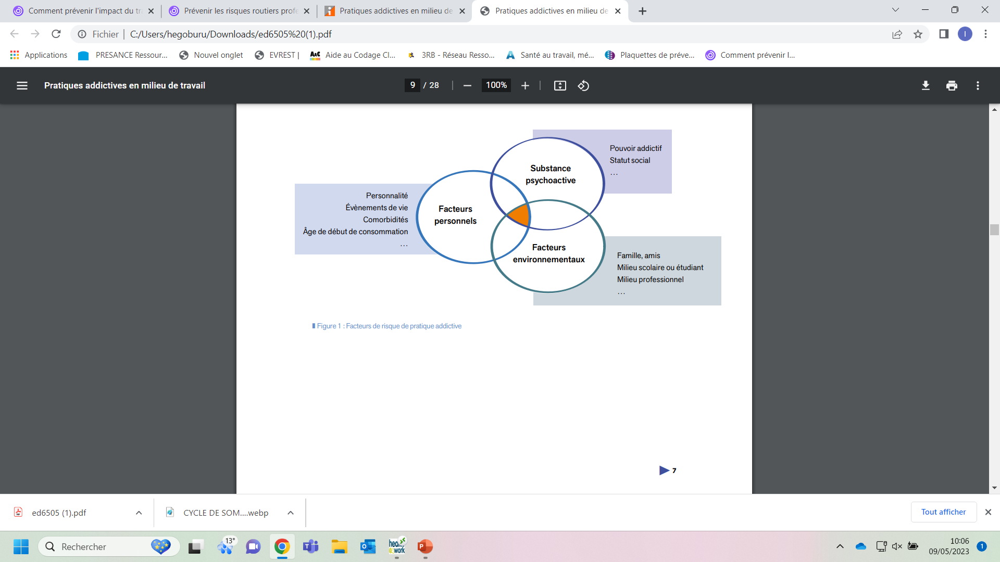 Comment prévenir l'impact du tra
Prévenir les risques routiers profe
Pratiques addictives en milieu de
Pratiques addictives en milieu de
Fichier | C:/Users/hegoburu/Downloads/ed6505%20(1).pdf
I
Applications
PRESANCE Ressour...
Nouvel onglet
EVREST |
AAC
Aide au Codage Cl...
3RB - Réseau Resso...
Santé au travail, mé...
Plaquettes de préve...
Comment prévenir l'...
Pratiques addictives en milieu de travail
9 / 28
100%
Pouvoir addictif
Statut social
...
Substance
psychoactive
Personnalité
Évènements de vie
Comorbidités
Âge de début de consommation
...
Facteurs
personnels
Facteurs
environnementaux
Famille, amis
Milieu scolaire ou étudiant
Milieu professionnel
...
Figure 1 : Facteurs de risque de pratique addictive
7
ed6505 (1).pdf
CYCLE DE SOM....webp
Tout afficher
Rechercher
13°
10:06
09/05/2023
1